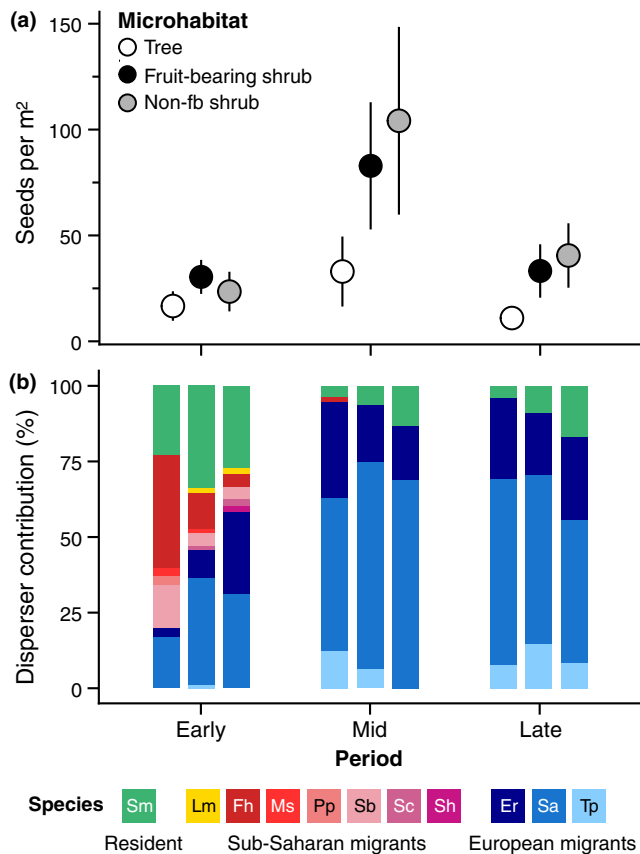 (a)
Microhabitat
Tree
Fruit-bearing shrub
Non-fb shrub
Seeds per m²
150
100
50
0
(b)
Disperser contribution (%)
100
75
50
25
0
Early Mid Late
Period
Species Sm Lm Fh Ms Pp Sb Sc Sh Er Sa Tp
Resident Sub-Saharan migrants European migrants